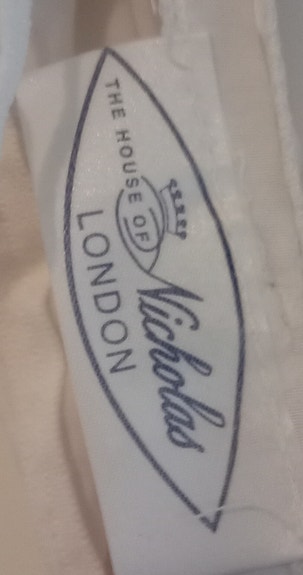 THE HOUSE OF
Nicholas
LONDON